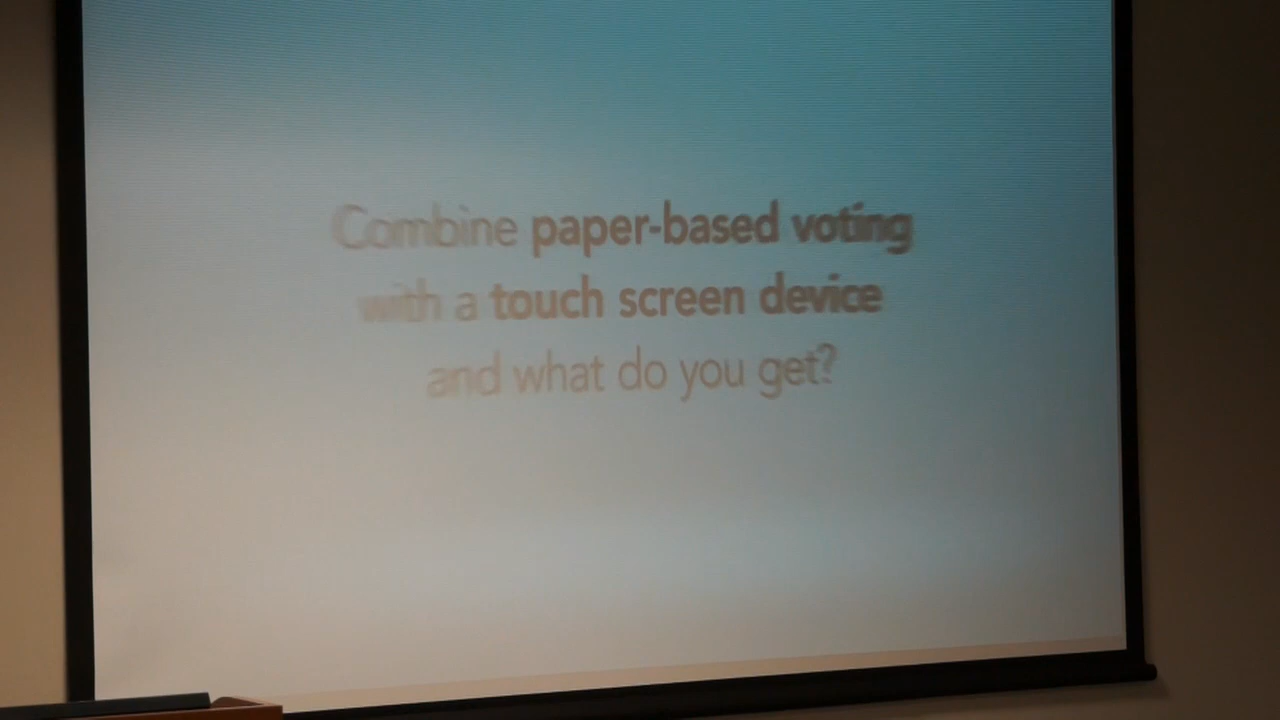 Combine paper-based voting
with a touch screen device
and what do you get?